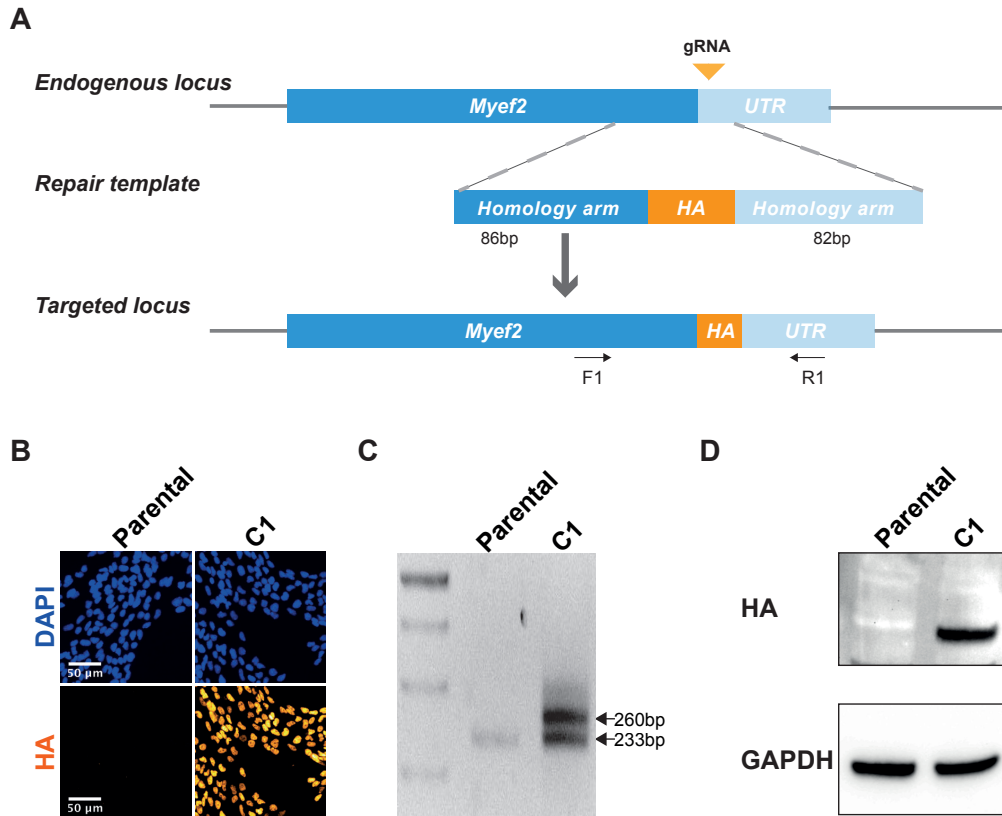 A
gRNA
Endogenous locus
Myef2
UTR
Repair template
Homology arm
HA
Homology arm
86bp
82bp
Targeted locus
Myef2
HA
UTR
F1
R1
B
Parental
C1
DAPI
50 µm
HA
50 µm
C
Parental
C1
260bp
233bp
D
Parental
C1
HA
GAPDH